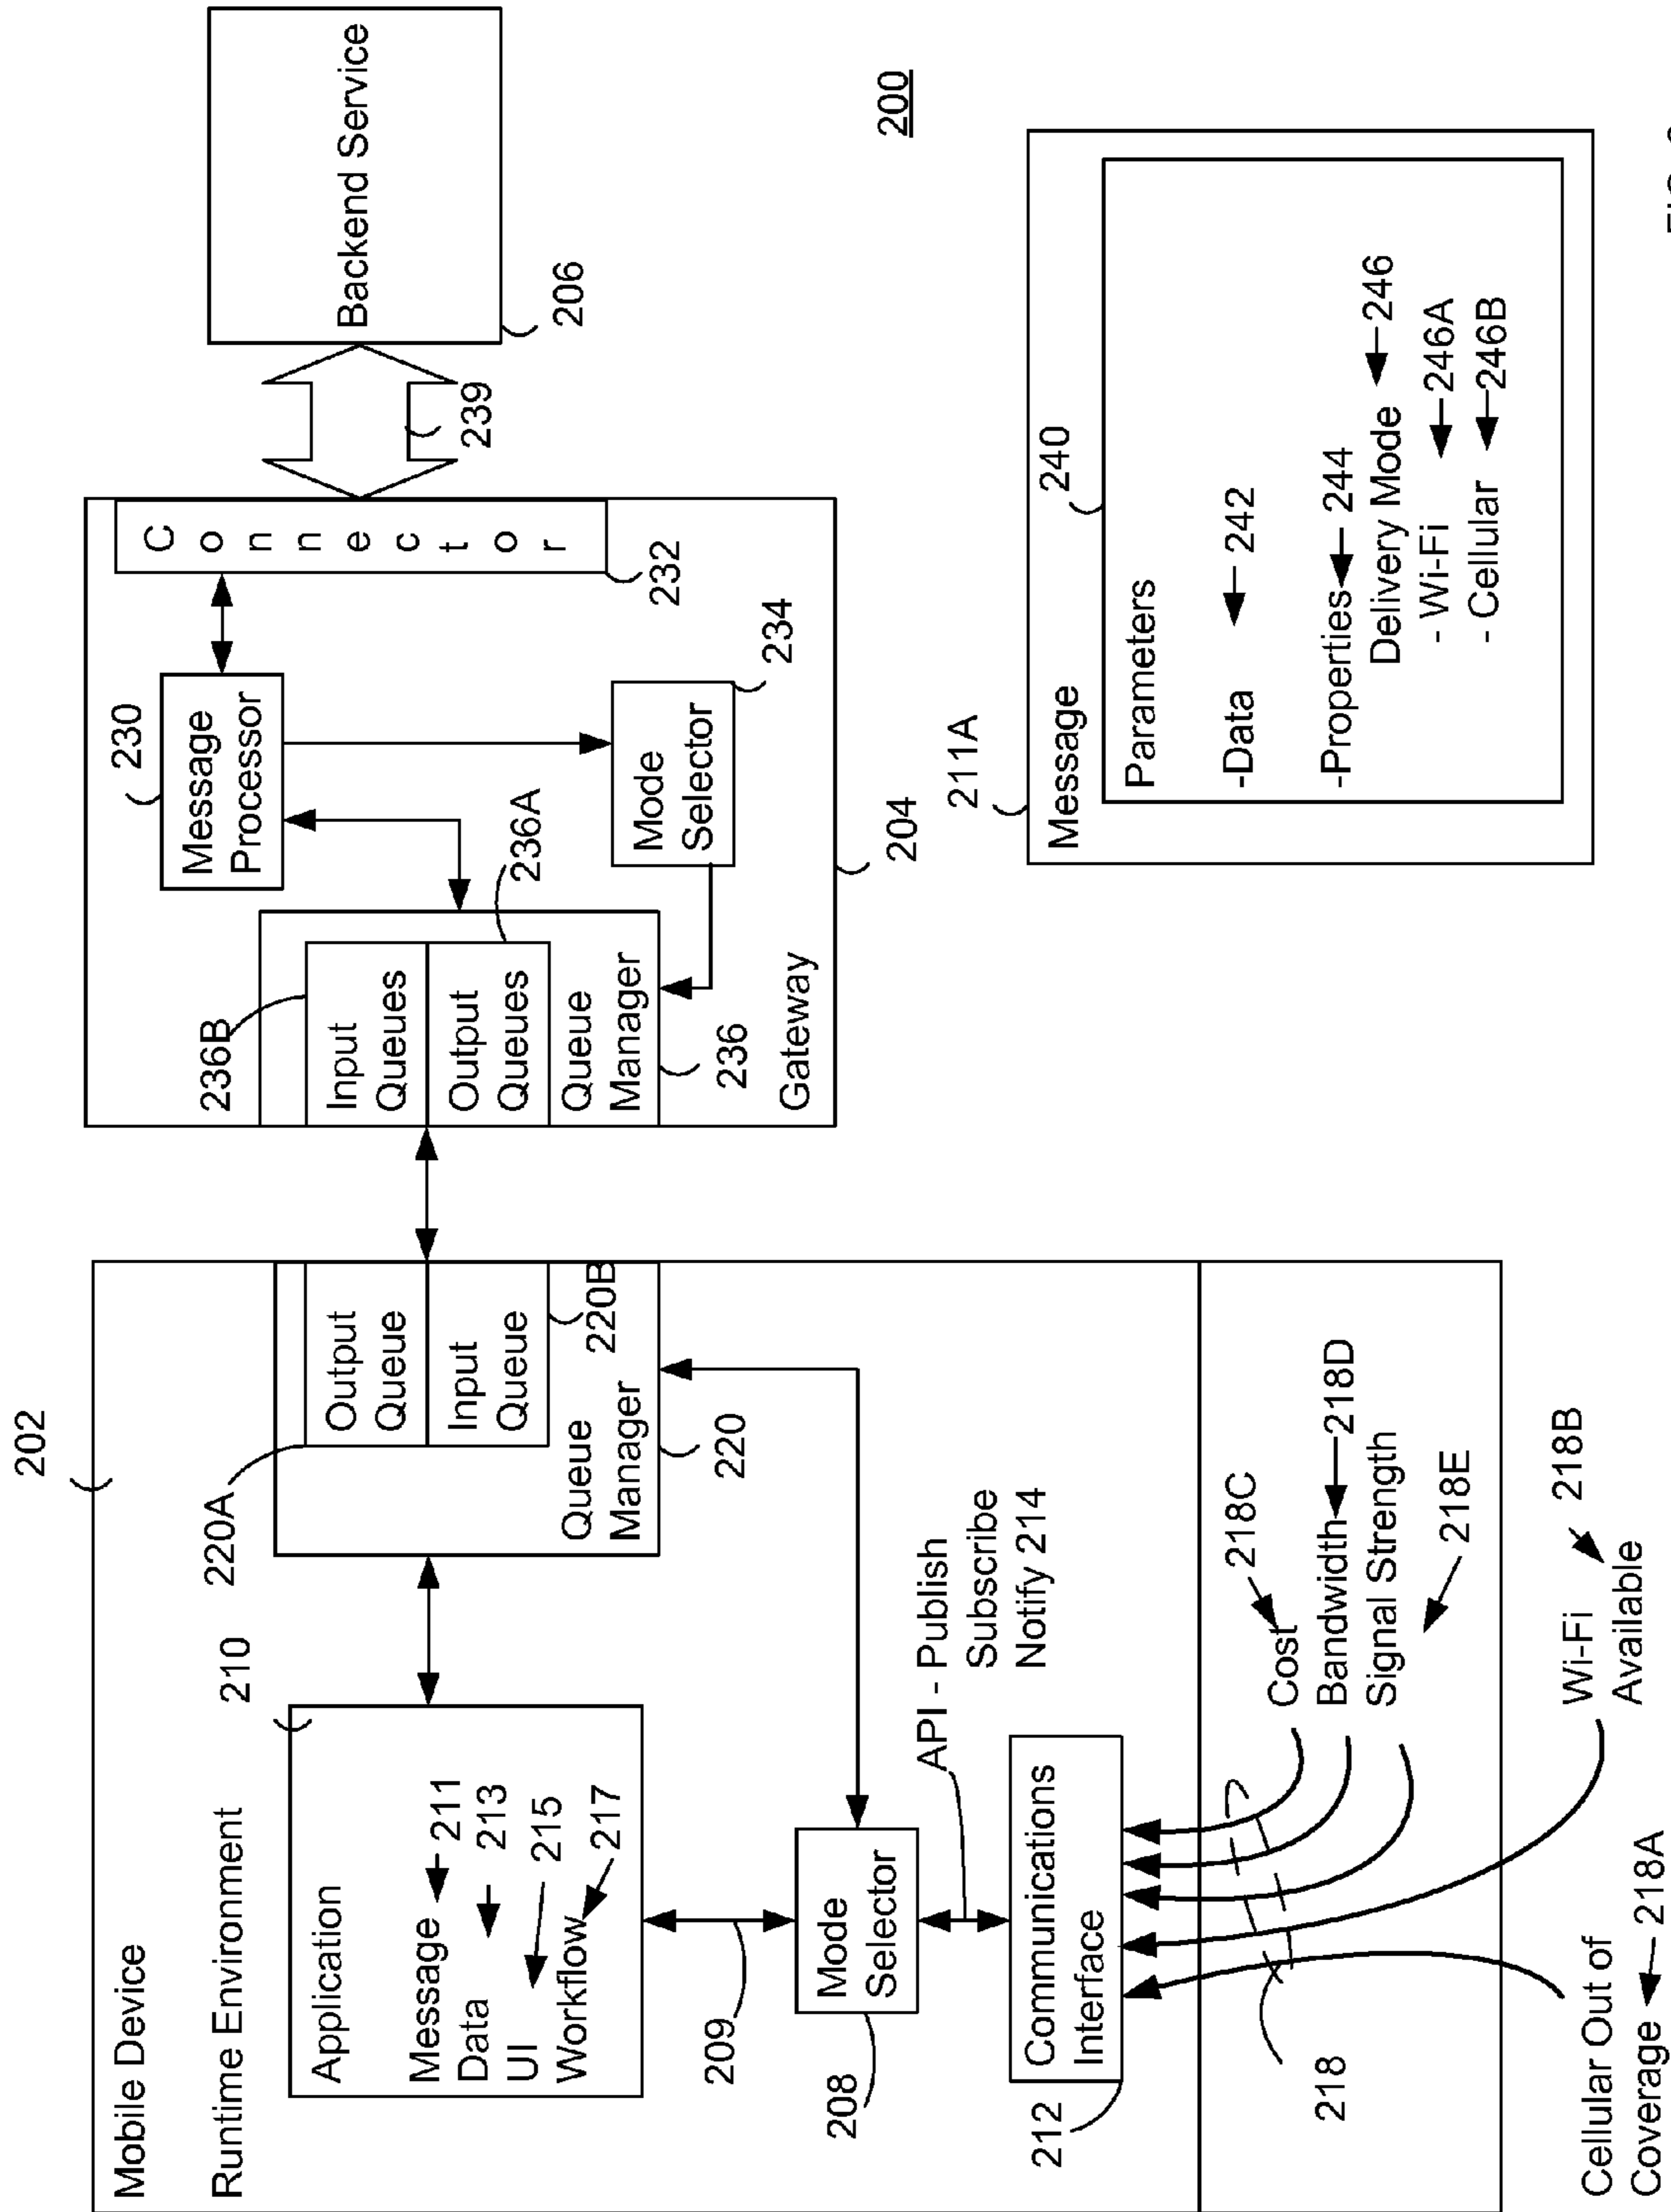 Mobile Device
202
Runtime Environment
210
Application
Message
211
Data
213
UI
215
Workflow
217
220A
Output
Queue
Input
Queue
220B
Queue
Manager
220
209
Mode
Selector
208
API - Publish
Subscribe
Notify 214
Communications
Interface
212
218
Cost
218C
Bandwidth
218D
Signal Strength
218E
Wi-Fi
Available
218B
Cellular Out of
Coverage
218A
236B
Input
Queues
Output
Queues
236A
Queue
Manager
236
Gateway
204
230
Message
Processor
Mode
Selector
234
C
o
n
n
e
c
t
o
r
232
239
Backend Service
206
200
211A
Message
240
Parameters
-Data
242
-Properties
244
Delivery Mode
246
- Wi-Fi
246A
- Cellular
246B